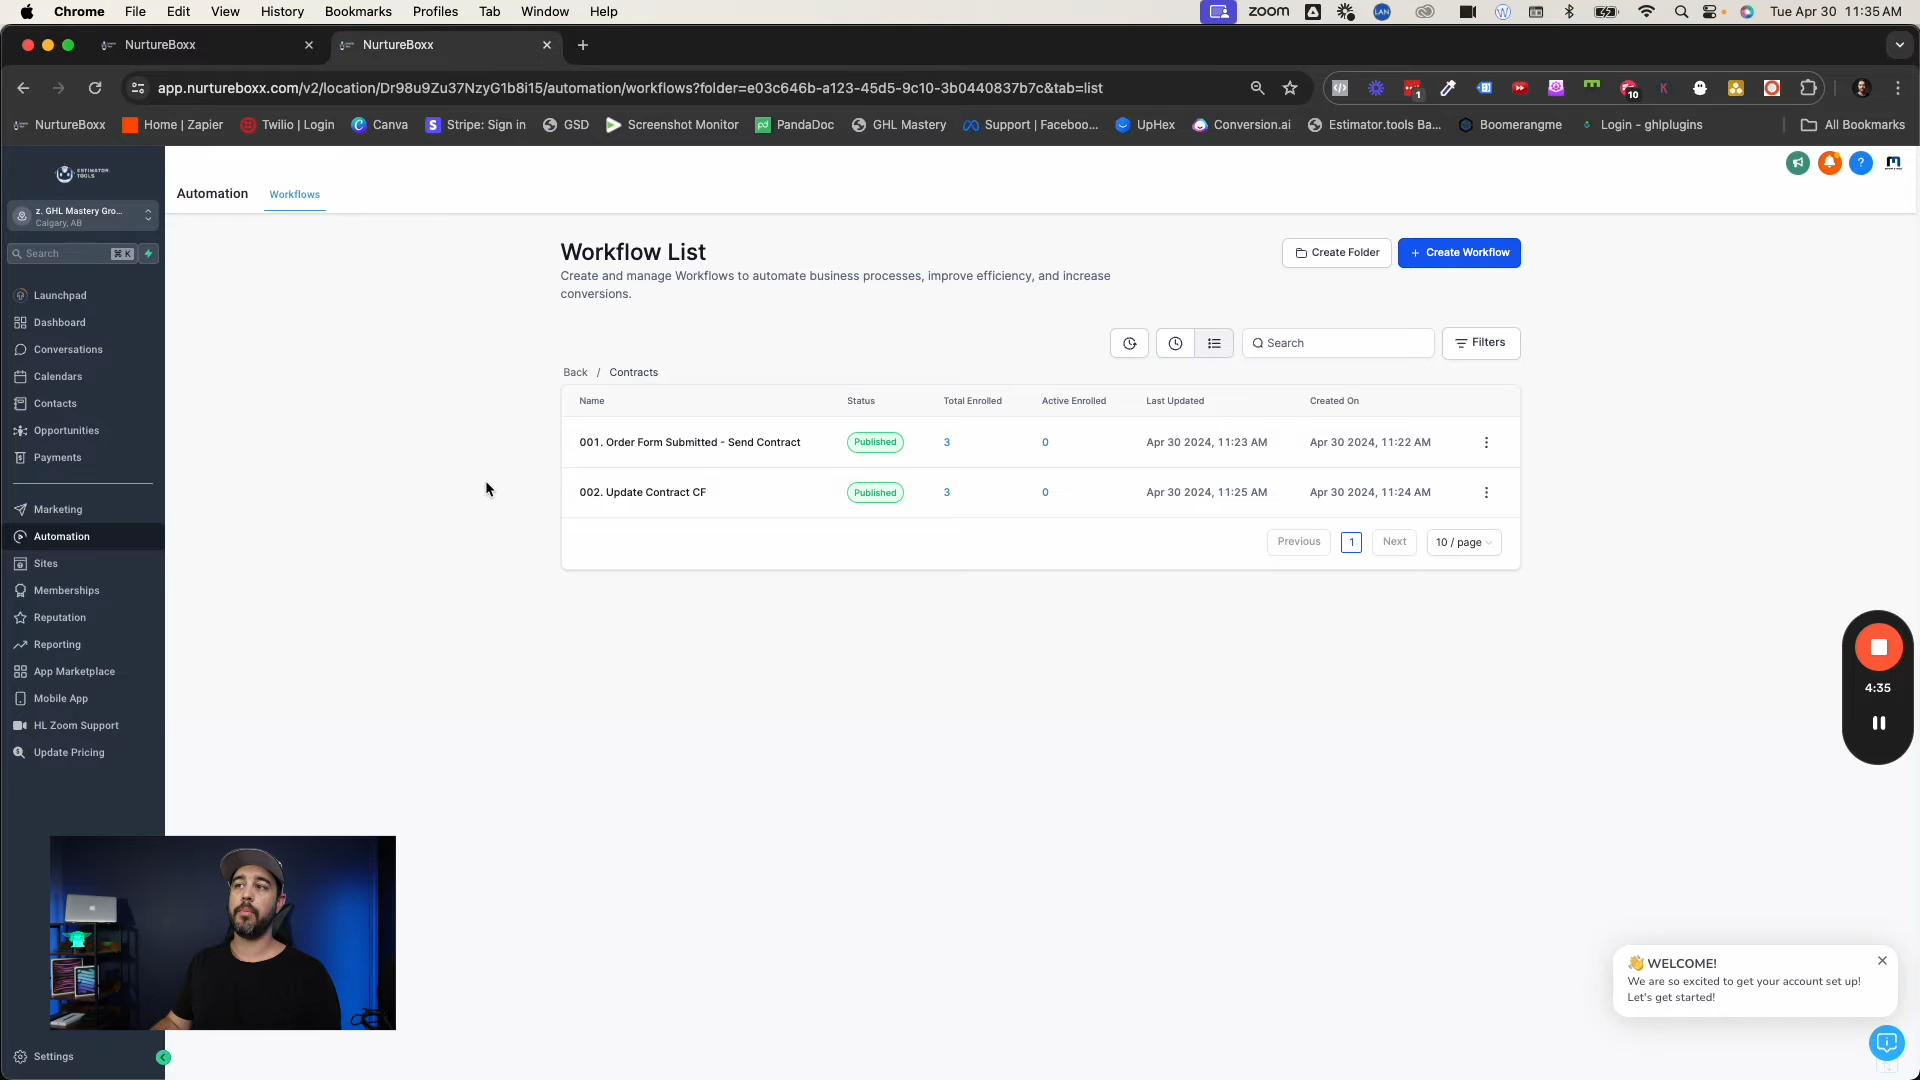 Chrome File Edit View History Bookmarks Profiles Tab Window Help
zoom LAN Tue Apr 30 11:35 AM
NurtureBoxx
NurtureBoxx
app.nurtureboxx.com/v2/location/Dr98u9Zu37NzyG1b8i15/automation/workflows?folder=e03c646b-a123-45d5-9c10-3b0440837b7c&tab=list
1
10
NurtureBoxx Home | Zapier Twilio | Login Canva Stripe: Sign in GSD Screenshot Monitor PandaDoc GHL Mastery Support | Faceboo... UpHex Conversion.ai Estimator.tools Ba... Boomerangme Login - ghlplugins All Bookmarks
ESTIMATOR
TOOLS
z. GHL Mastery Gro...
Calgary, AB
Search ⌘ K
Launchpad
Dashboard
Conversations
Calendars
Contacts
Opportunities
Payments
Marketing
Automation
Sites
Memberships
Reputation
Reporting
App Marketplace
Mobile App
HL Zoom Support
Update Pricing
Settings
Automation Workflows
Workflow List
Create and manage Workflows to automate business processes, improve efficiency, and increase
conversions.
Create Folder
+ Create Workflow
Search
Filters
Back / Contracts
Name Status Total Enrolled Active Enrolled Last Updated Created On
001. Order Form Submitted - Send Contract Published 3 0 Apr 30 2024, 11:23 AM Apr 30 2024, 11:22 AM
002. Update Contract CF Published 3 0 Apr 30 2024, 11:25 AM Apr 30 2024, 11:24 AM
Previous 1 Next 10 / page
4:35
👋 WELCOME!
We are so excited to get your account set up!
Let's get started!